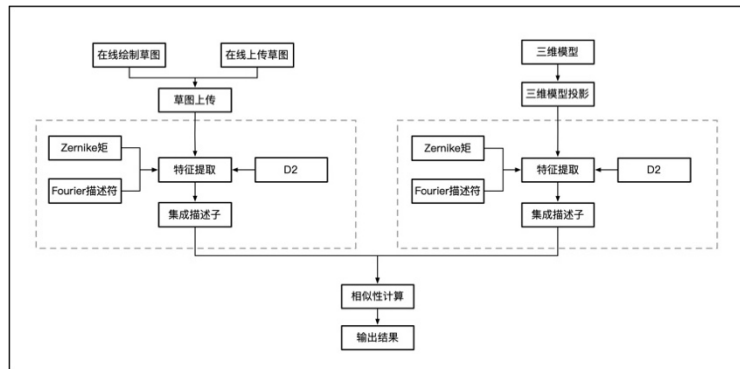 在线绘制草图
在线上传草图
草图上传
Zernike矩
Fourier描述符
特征提取
D2
集成描述子
三维模型
三维模型投影
Zernike矩
Fourier描述符
特征提取
D2
集成描述子
相似性计算
输出结果